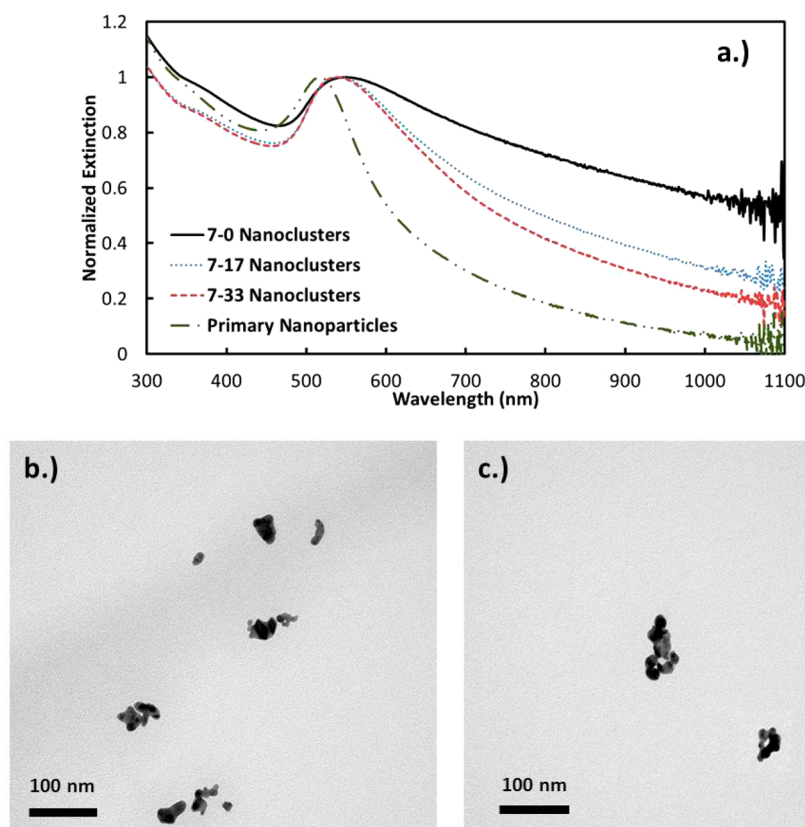 1.2
a.)
1
0.8
0.6
0.4
0.2
0
Normalized Extinction
7-0 Nanoclusters
7-17 Nanoclusters
7-33 Nanoclusters
Primary Nanoparticles
300 400 500 600 700 800 900 1000 1100
Wavelength (nm)
b.)
100 nm
c.)
100 nm